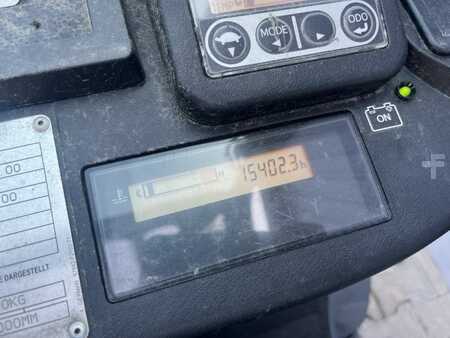 MODE
ODO
ON
15402.3h
00
00
DARGESTELLT
0KG
000MM